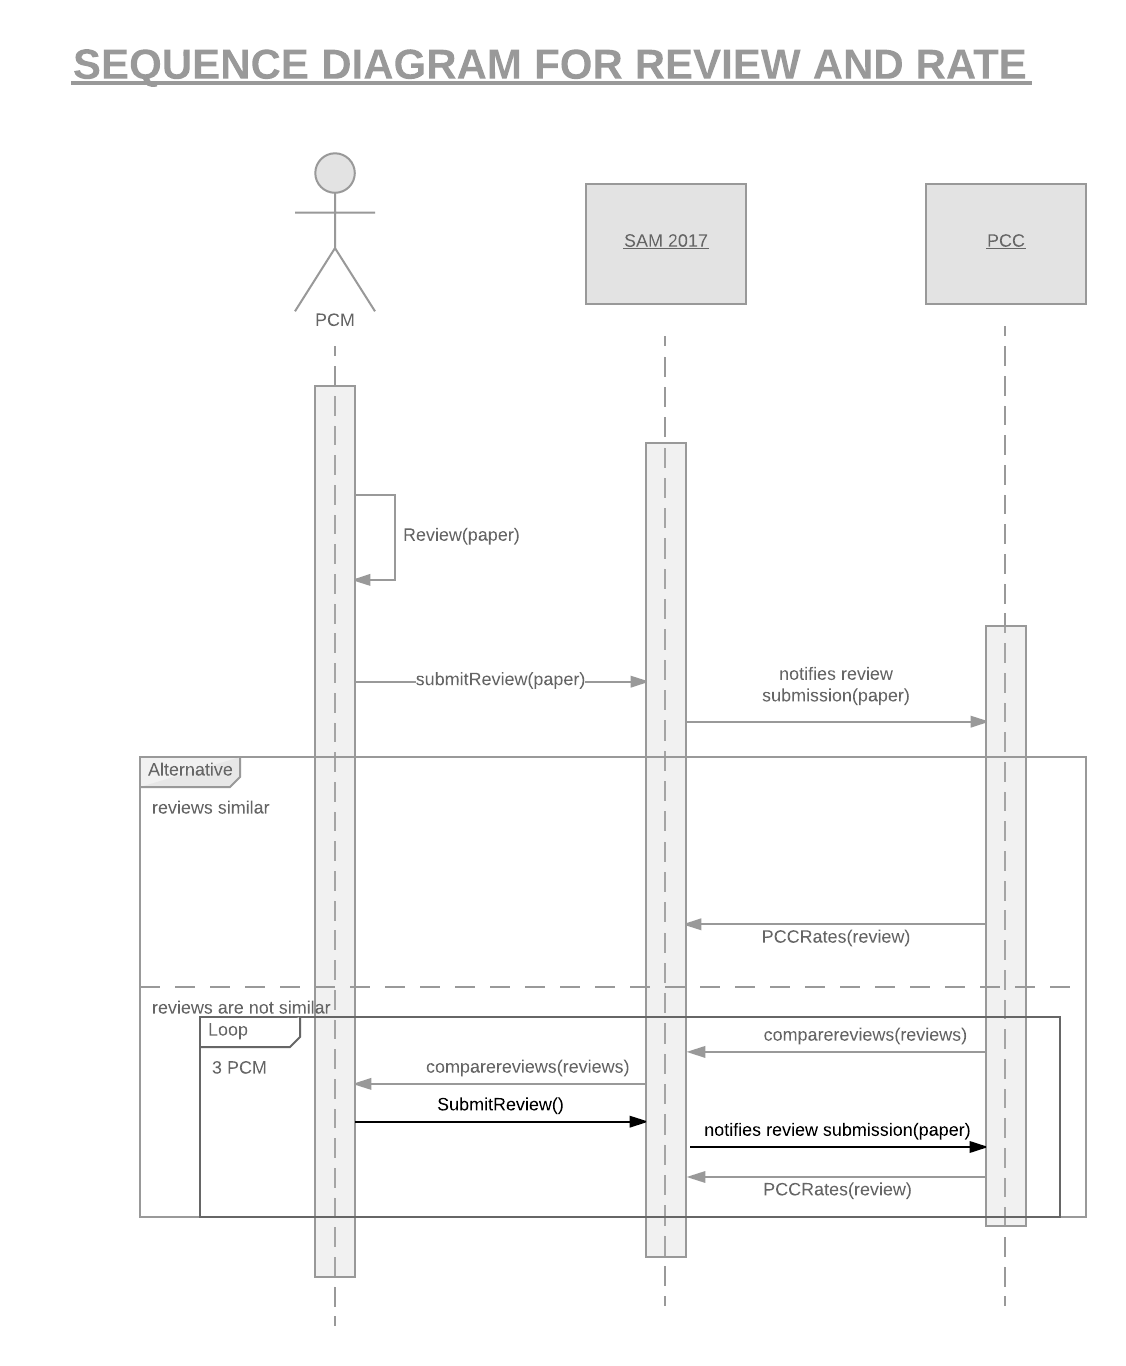 SEQUENCE DIAGRAM FOR REVIEW AND RATE
PCM
SAM 2017
PCC
Review(paper)
submitReview(paper)
notifies review
submission(paper)
Alternative
reviews similar
PCCRates(review)
reviews are not similar
Loop
3 PCM
comparereviews(reviews)
comparereviews(reviews)
SubmitReview()
notifies review submission(paper)
PCCRates(review)